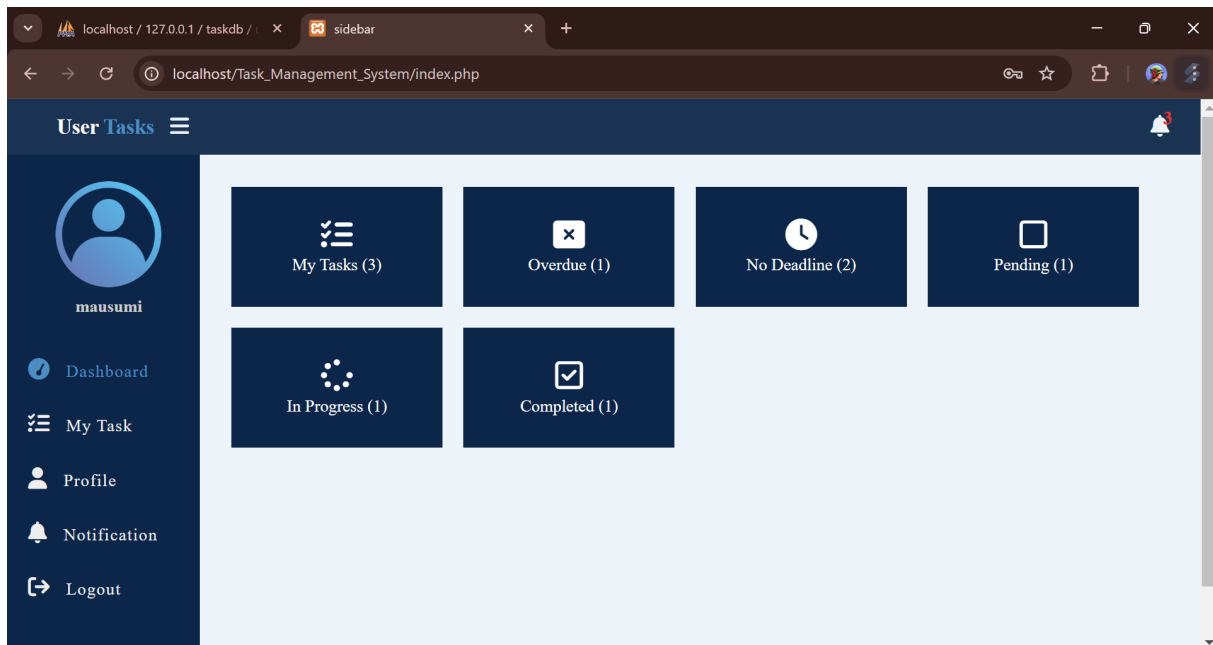 localhost / 127.0.0.1 / taskdb /
sidebar
localhost/Task_Management_System/index.php
User Tasks
3
mausumi
Dashboard
My Task
Profile
Notification
Logout
My Tasks (3)
Overdue (1)
No Deadline (2)
Pending (1)
In Progress (1)
Completed (1)